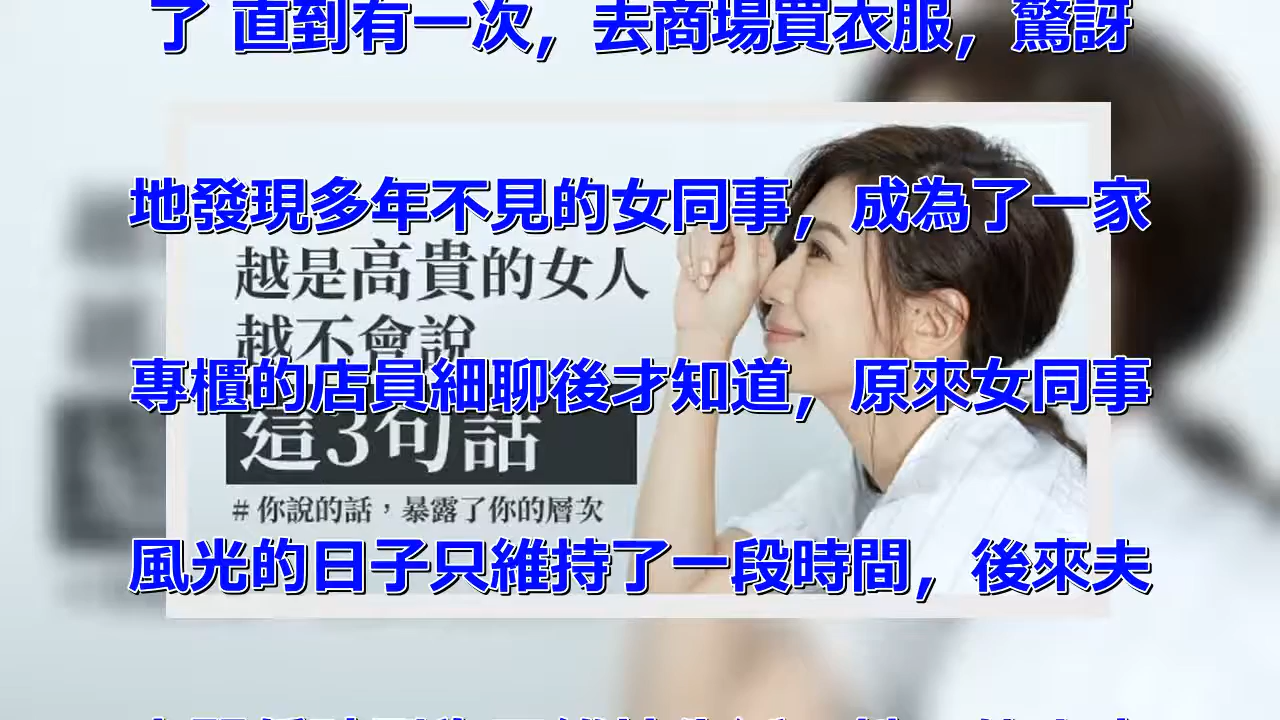 了 直到有一次，去商場買衣服，驚訝
地發現多年不見的女同事，成為了一家
越是高貴的女人
越不會說
專櫃的店員細聊後才知道，原來女同事
這3句話
# 你說的話，暴露了你的層次
風光的日子只維持了一段時間，後來夫